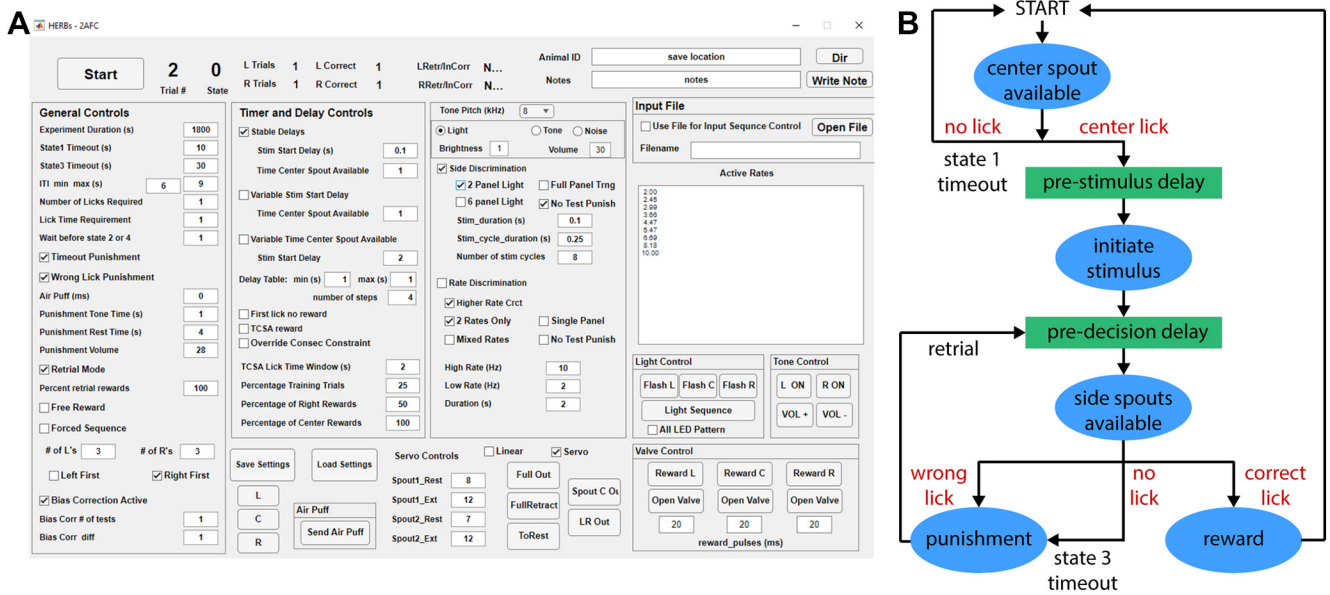 A
HERBs - 2AFC
Start
2
Trial #
0
State
L Trials 1 L Correct 1 LRetr/InCorr N...
R Trials 1 R Correct 1 RRetr/InCorr N...
Animal ID save location Dir
Notes notes Write Note
General Controls
Experiment Duration (s) 1800
State1 Timeout (s) 10
State3 Timeout (s) 30
ITI min max (s) 6 9
Number of Licks Required 1
Lick Time Requirement 1
Wait before state 2 or 4 1
Timeout Punishment
Wrong Lick Punishment
Air Puff (ms) 0
Punishment Tone Time (s) 1
Punishment Rest Time (s) 4
Punishment Volume 28
Retrial Mode
Percent retrial rewards 100
Free Reward
Forced Sequence
# of L's 3 # of R's 3
Left First Right First
Bias Correction Active
Bias Corr # of tests 1
Bias Corr diff 1
Timer and Delay Controls
Stable Delays
Stim Start Delay (s) 0.1
Time Center Spout Available 1
Variable Stim Start Delay
Time Center Spout Available 1
Variable Time Center Spout Available
Stim Start Delay 2
Delay Table: min (s) 1 max (s) 1
number of steps 4
First lick no reward
TCSA reward
Override Consec Constraint
TCSA Lick Time Window (s) 2
Percentage Training Trials 25
Percentage of Right Rewards 50
Percentage of Center Rewards 100
Tone Pitch (kHz) 8
Light Tone Noise
Brightness 1 Volume 30
Side Discrimination
2 Panel Light Full Panel Trng
6 panel Light No Test Punish
Stim_duration (s) 0.1
Stim_cycle_duration (s) 0.25
Number of stim cycles 8
Rate Discrimination
Higher Rate Crct
2 Rates Only Single Panel
Mixed Rates No Test Punish
High Rate (Hz) 10
Low Rate (Hz) 2
Duration (s) 2
Input File
Use File for Input Sequnce Control Open File
Filename
Active Rates
2.00
2.45
2.99
3.66
4.47
5.47
6.69
8.18
10.00
Light Control
Flash L Flash C Flash R
Light Sequence
All LED Pattern
Tone Control
L ON R ON
VOL + VOL -
Save Settings Load Settings
L
C
R
Air Puff
Send Air Puff
Servo Controls Linear Servo
Spout1_Rest 8
Spout1_Ext 12
Spout2_Rest 7
Spout2_Ext 12
Full Out
FullRetract
ToRest
Spout C Ou
LR Out
Valve Control
Reward L Reward C Reward R
Open Valve Open Valve Open Valve
20 20 20
reward_pulses (ms)
B
START
center spout
available
no lick
center lick
state 1
timeout
pre-stimulus delay
initiate
stimulus
pre-decision delay
retrial
side spouts
available
wrong
lick
no
lick
correct
lick
punishment
reward
state 3
timeout